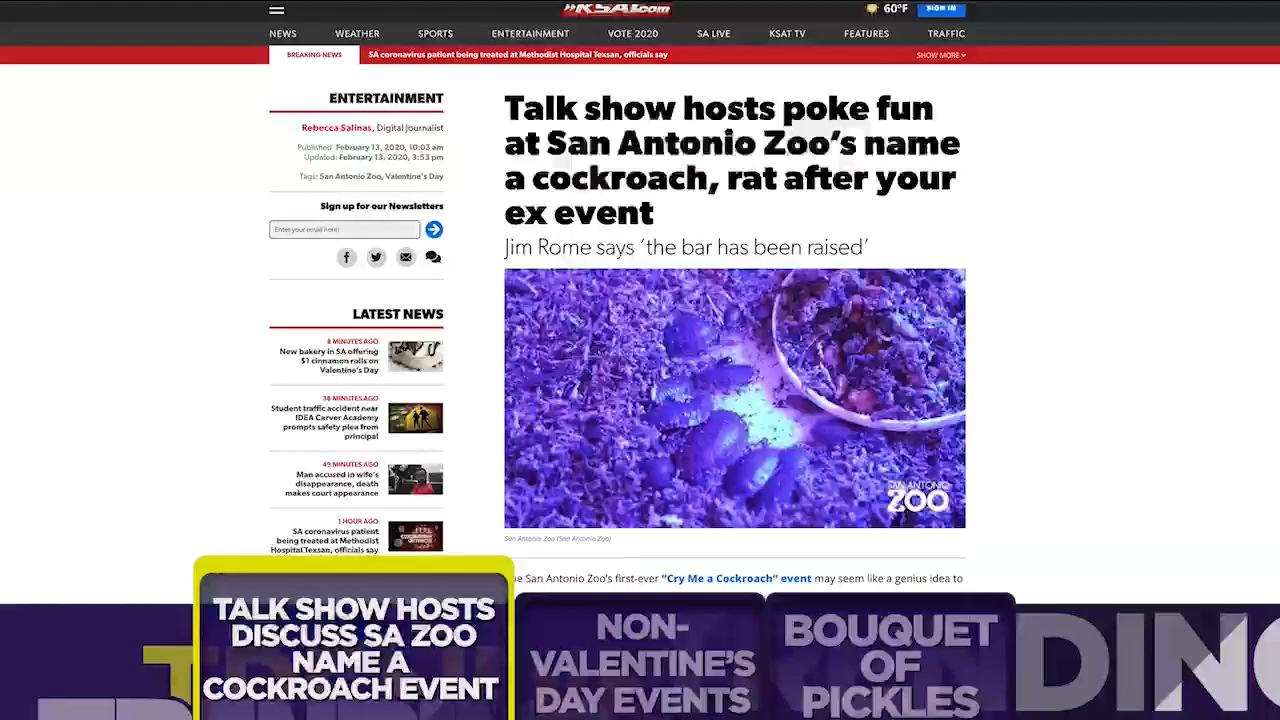 KSAT.com
60°F
SIGN IN
NEWS WEATHER SPORTS ENTERTAINMENT VOTE 2020 SA LIVE KSAT TV FEATURES TRAFFIC
BREAKING NEWS SA coronavirus patient being treated at Methodist Hospital Texsan, officials say SHOW MORE
ENTERTAINMENT
Rebecca Salinas, Digital Journalist
Published: February 13, 2020, 10:03 am
Updated: February 13, 2020, 3:53 pm
Tags: San Antonio Zoo, Valentine's Day
Sign up for our Newsletters
Enter your email here!
LATEST NEWS
8 MINUTES AGO
New bakery in SA offering
$1 cinnamon rolls on
Valentine's Day
38 MINUTES AGO
Student traffic accident near
IDEA Carver Academy
prompts safety plea from
principal
49 MINUTES AGO
Man accused in wife's
disappearance, death
makes court appearance
1 HOUR AGO
SA coronavirus patient
being treated at Methodist
Hospital Texsan, officials say
Talk show hosts poke fun
at San Antonio Zoo's name
a cockroach, rat after your
ex event
Jim Rome says 'the bar has been raised'
SAN ANTONIO
ZOO
San Antonio Zoo (San Antonio Zoo)
San Antonio Zoo's first-ever "Cry Me a Cockroach" event may seem like a genius idea to
TALK SHOW HOSTS
DISCUSS SA ZOO
NAME A
COCKROACH EVENT
NON-
VALENTINE'S
DAY EVENTS
BOUQUET
OF
PICKLES